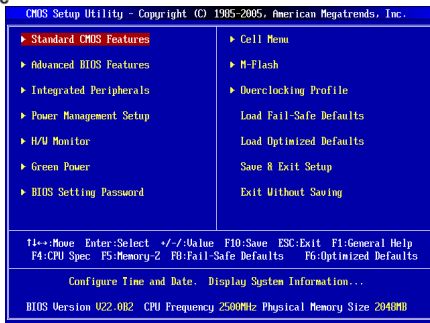 CMOS Setup Utility - Copyright (C) 1985-2005, American Megatrends, Inc.
▶ Standard CMOS Features
▶ Advanced BIOS Features
▶ Integrated Peripherals
▶ Power Management Setup
▶ H/W Monitor
▶ Green Power
▶ BIOS Setting Password
▶ Cell Menu
▶ M-Flash
▶ Overclocking Profile
Load Fail-Safe Defaults
Load Optimized Defaults
Save & Exit Setup
Exit Without Saving
↑↓←→:Move Enter:Select +/-/:Value F10:Save ESC:Exit F1:General Help
F4:CPU Spec F5:Memory-Z F8:Fail-Safe Defaults F6:Optimized Defaults
Configure Time and Date. Display System Information...
BIOS Version V22.0B2 CPU Frequency 2500MHz Physical Memory Size 2048MB